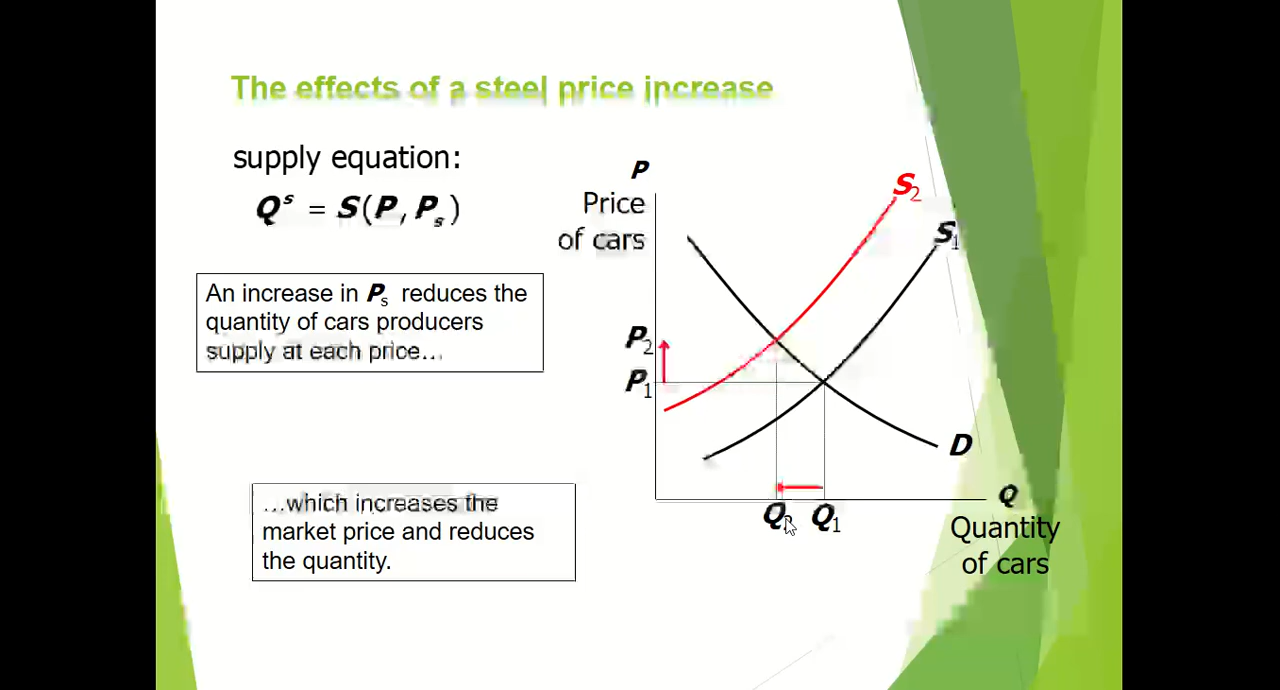 The effects of a steel price increase
supply equation:
Qˢ = S(P, Pₛ)
An increase in Pₛ reduces the
quantity of cars producers
supply at each price…
…which increases the
market price and reduces
the quantity.
P
Price
of cars
S₂
S₁
P₂
P₁
D
Q₂ Q₁
Q
Quantity
of cars